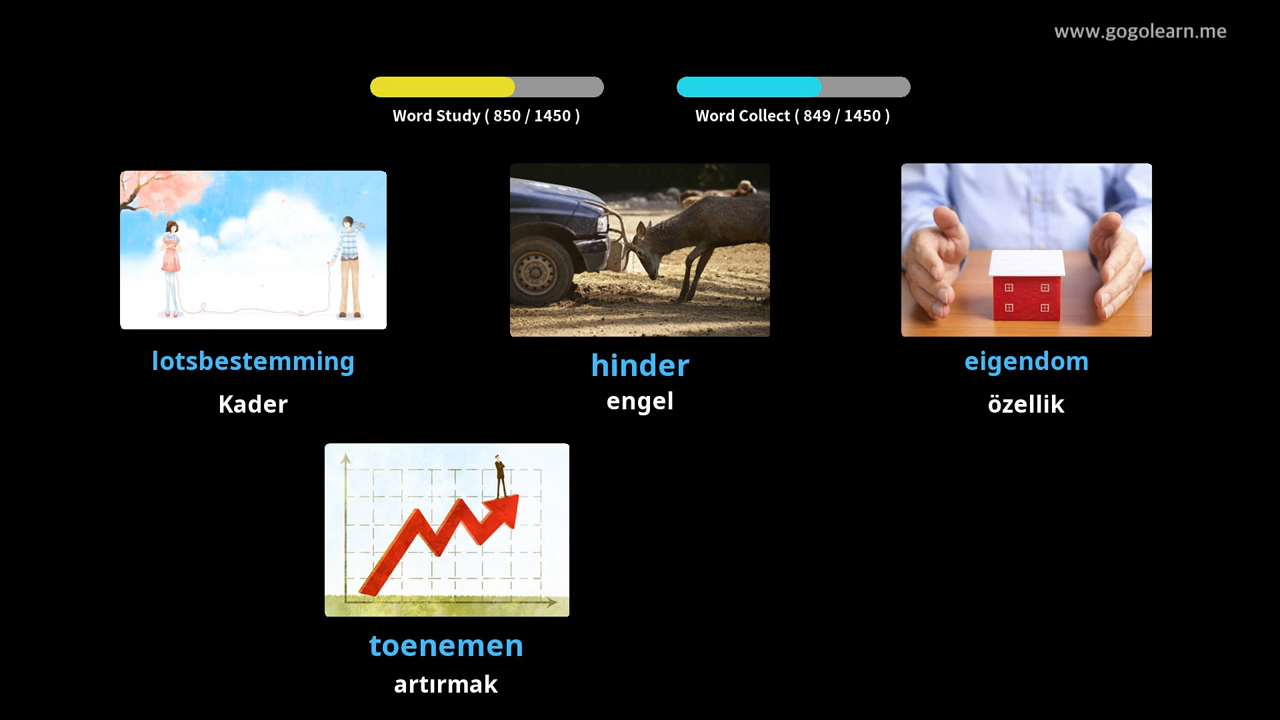 www.gogolearn.me
Word Study ( 850 / 1450 )
Word Collect ( 849 / 1450 )
lotsbestemming
Kader
hinder
engel
eigendom
özellik
toenemen
artırmak